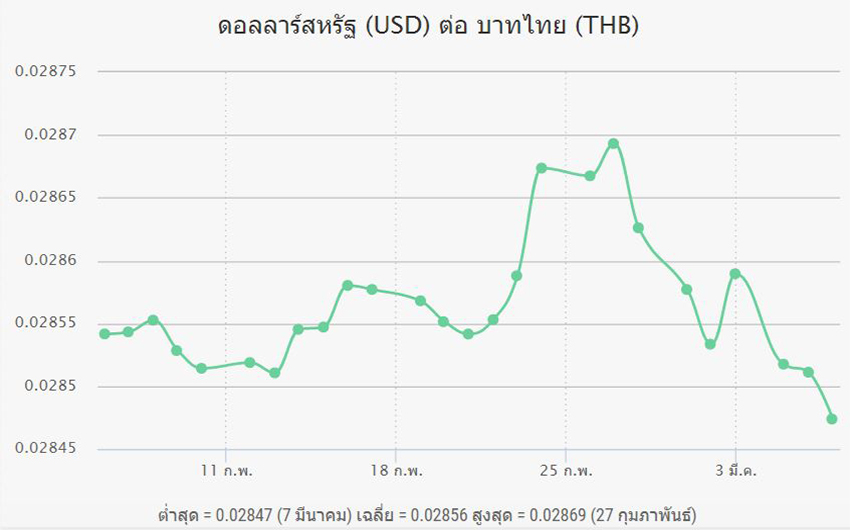 ดอลลาร์สหรัฐ (USD) ต่อ บาทไทย (THB)
0.02875
0.0287
0.02865
0.0286
0.02855
0.0285
0.02845
11 ก.พ. 18 ก.พ. 25 ก.พ. 3 มี.ค.
ต่ำสุด = 0.02847 (7 มีนาคม) เฉลี่ย = 0.02856 สูงสุด = 0.02869 (27 กุมภาพันธ์)